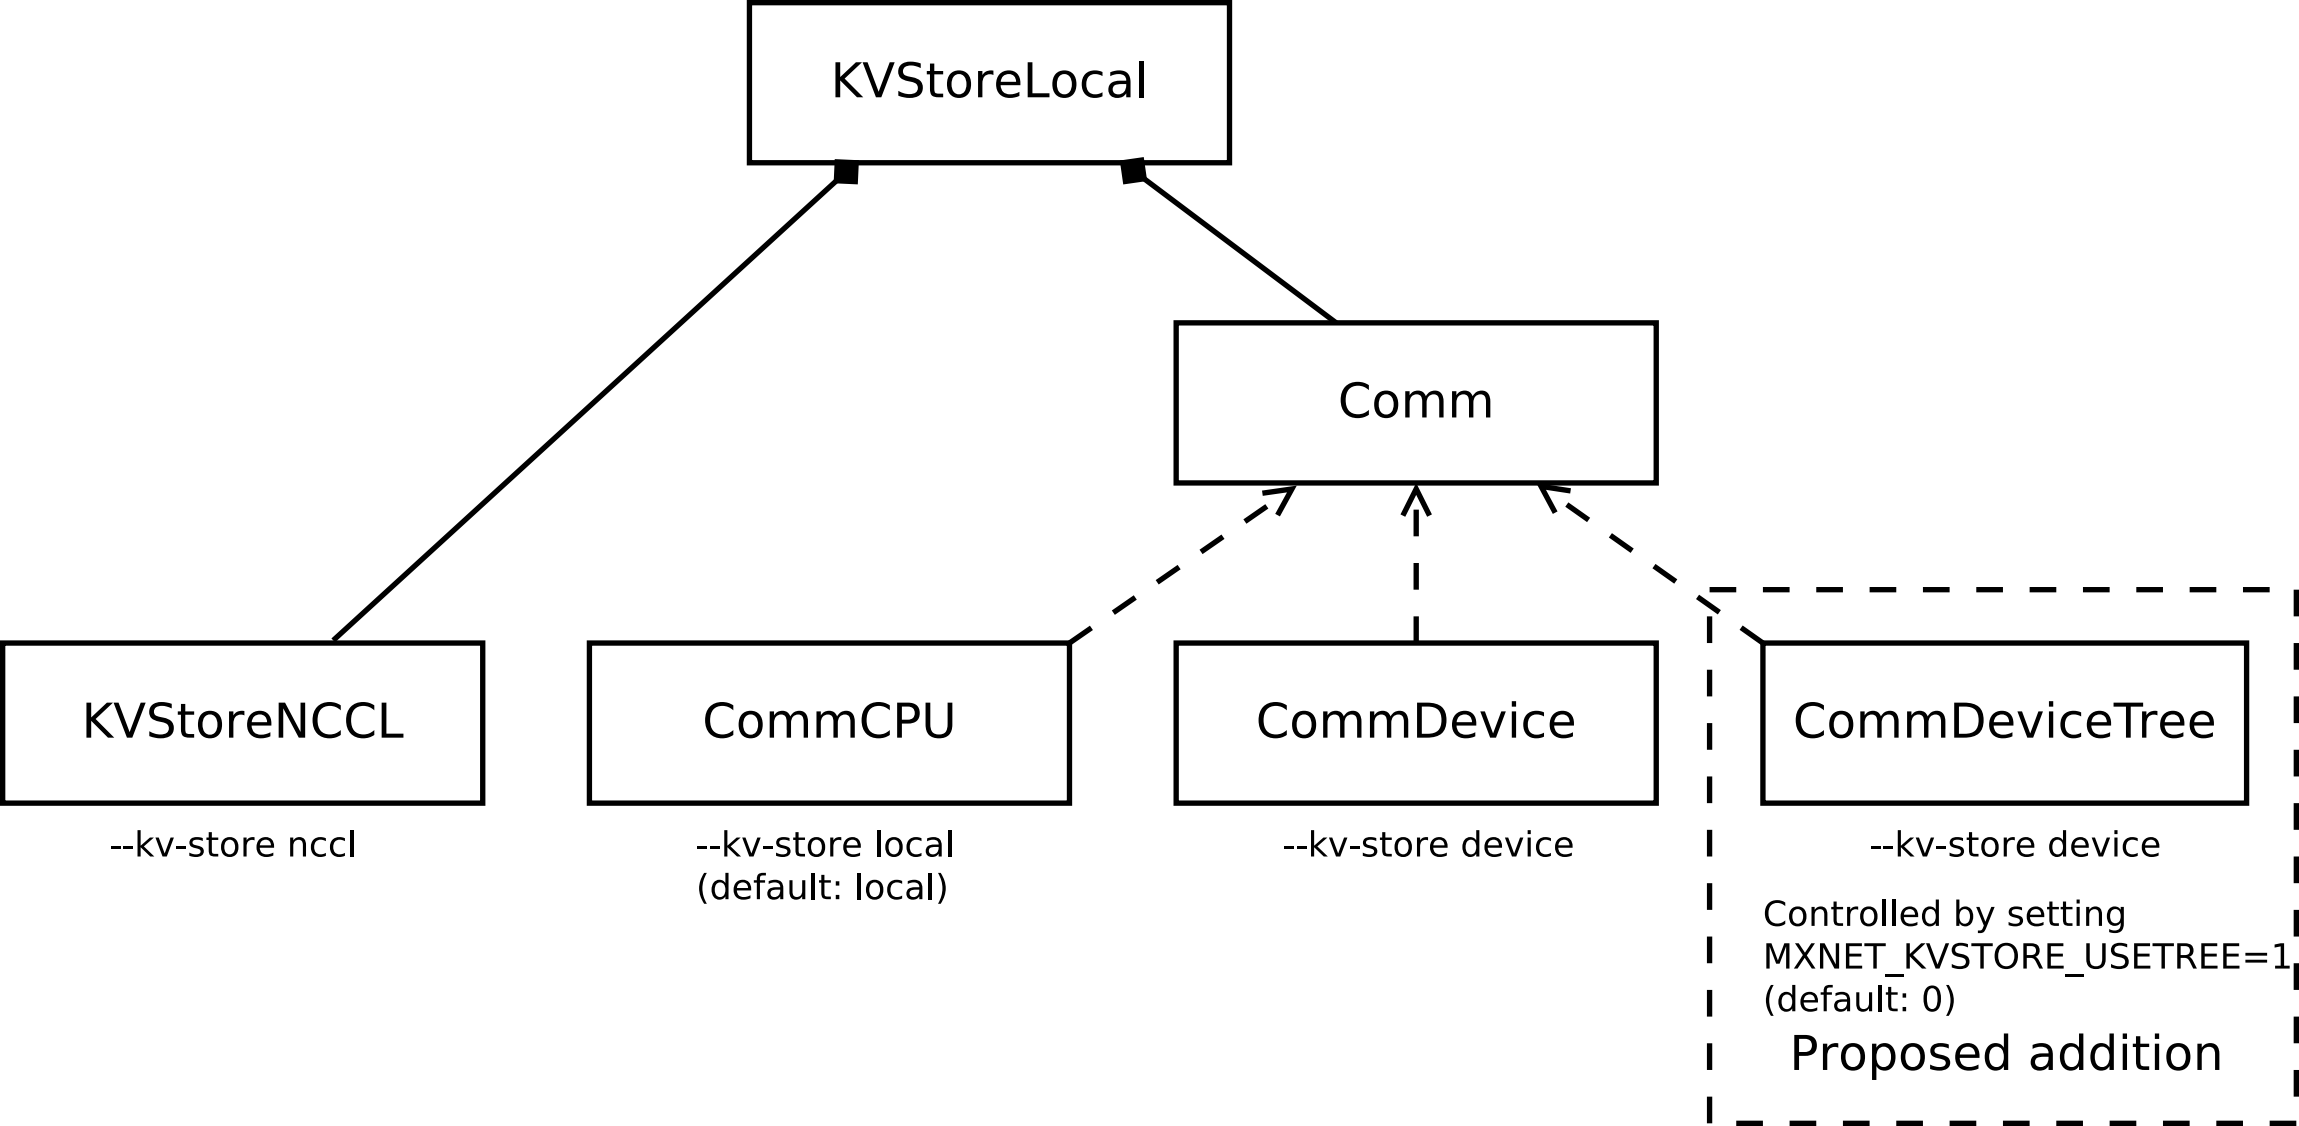 KVStoreLocal
Comm
KVStoreNCCL
CommCPU
CommDevice
CommDeviceTree
--kv-store nccl
--kv-store local
(default: local)
--kv-store device
--kv-store device
Controlled by setting
MXNET_KVSTORE_USETREE=1
(default: 0)
Proposed addition